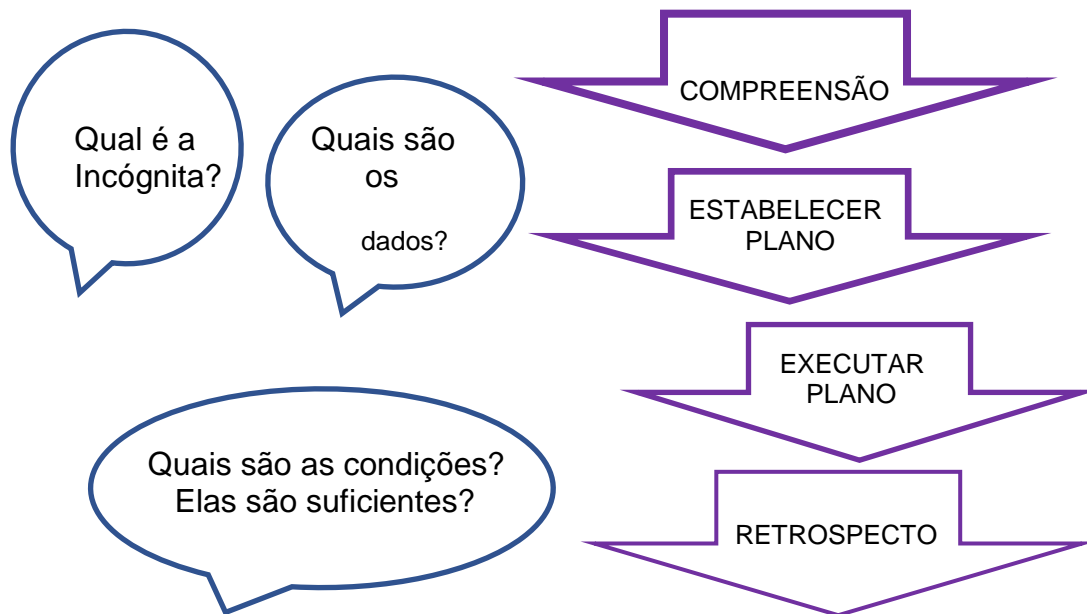 Qual é a
Incógnita?
Quais são
os
dados?
Quais são as condições?
Elas são suficientes?
COMPREENSÃO
ESTABELECER
PLANO
EXECUTAR
PLANO
RETROSPECTO